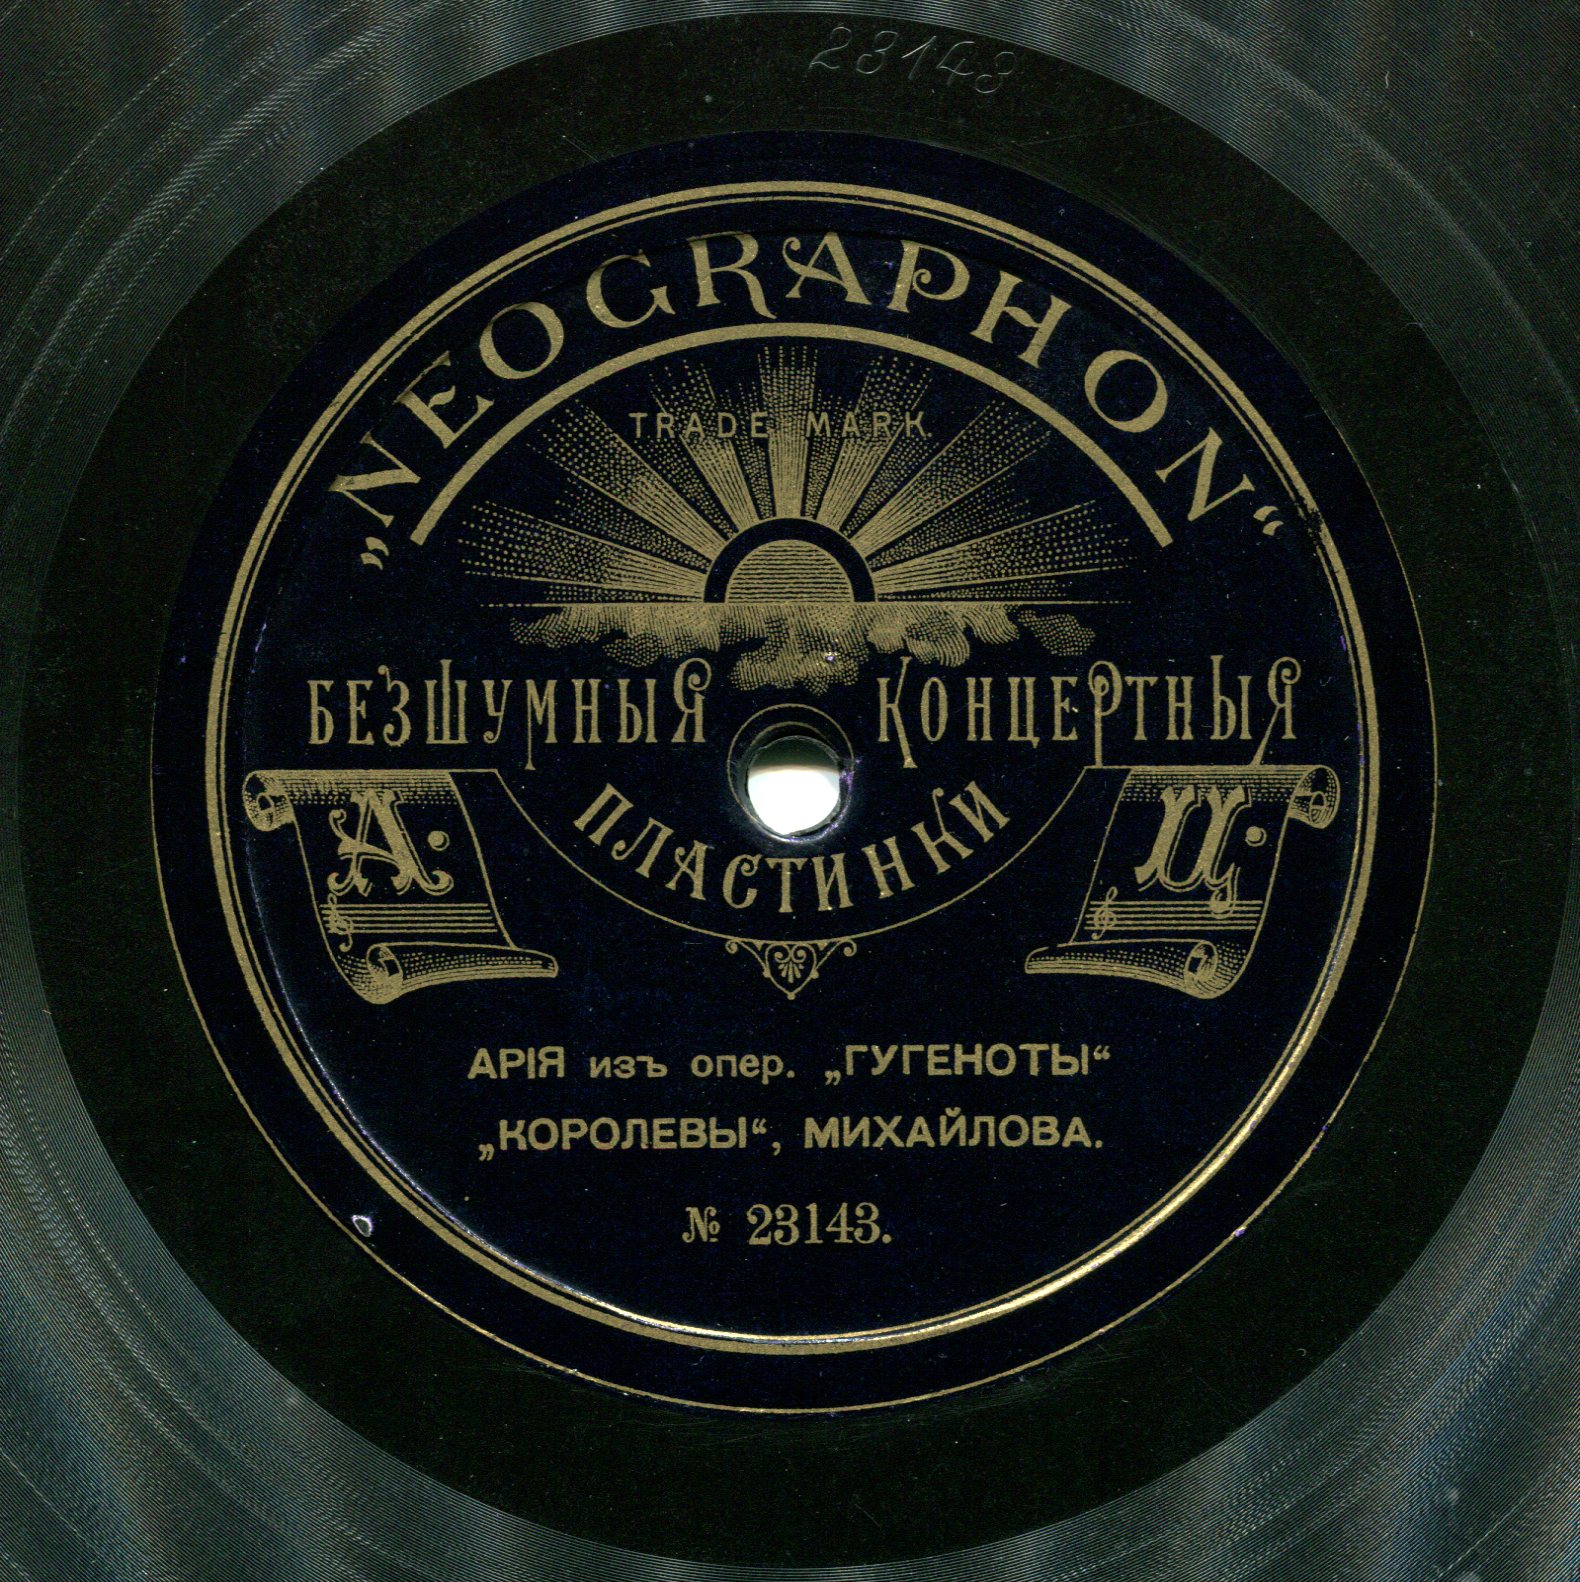 23143
„NEOGRAPHON“
TRADE MARK.
БЕЗШУМНЫЯ КОНЦЕРТНЫЯ
ПЛАСТИНКИ
А. Ц.
АРІЯ изъ опер. „ГУГЕНОТЫ“
„КОРОЛЕВЫ“, МИХАЙЛОВА.
№ 23143.